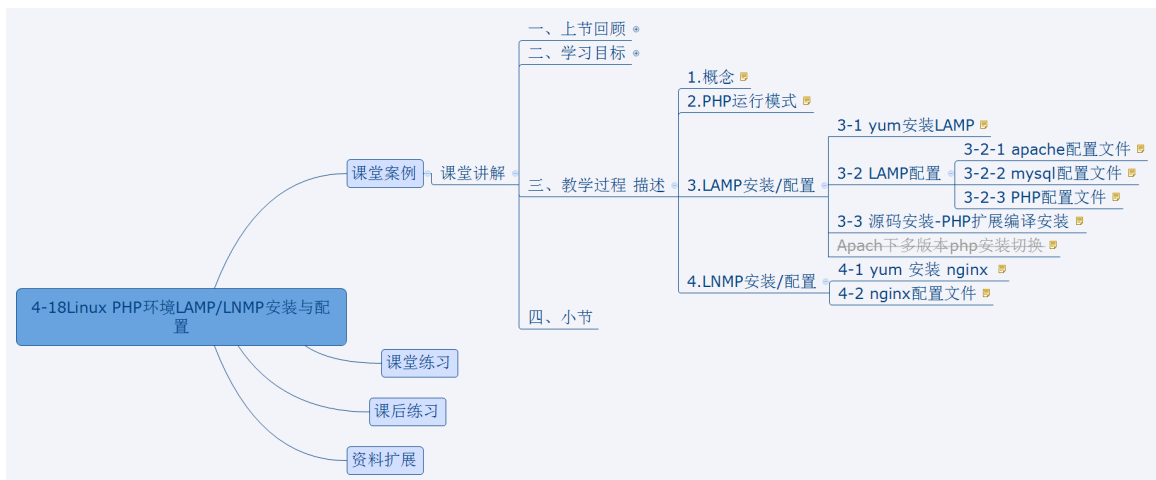 4-18Linux PHP环境LAMP/LNMP安装与配
置
课堂案例
课堂讲解
一、上节回顾
二、学习目标
三、教学过程 描述
1.概念
2.PHP运行模式
3.LAMP安装/配置
3-1 yum安装LAMP
3-2 LAMP配置
3-2-1 apache配置文件
3-2-2 mysql配置文件
3-2-3 PHP配置文件
3-3 源码安装-PHP扩展编译安装
Apach下多版本php安装切换
4.LNMP安装/配置
4-1 yum 安装 nginx
4-2 nginx配置文件
四、小节
课堂练习
课后练习
资料扩展